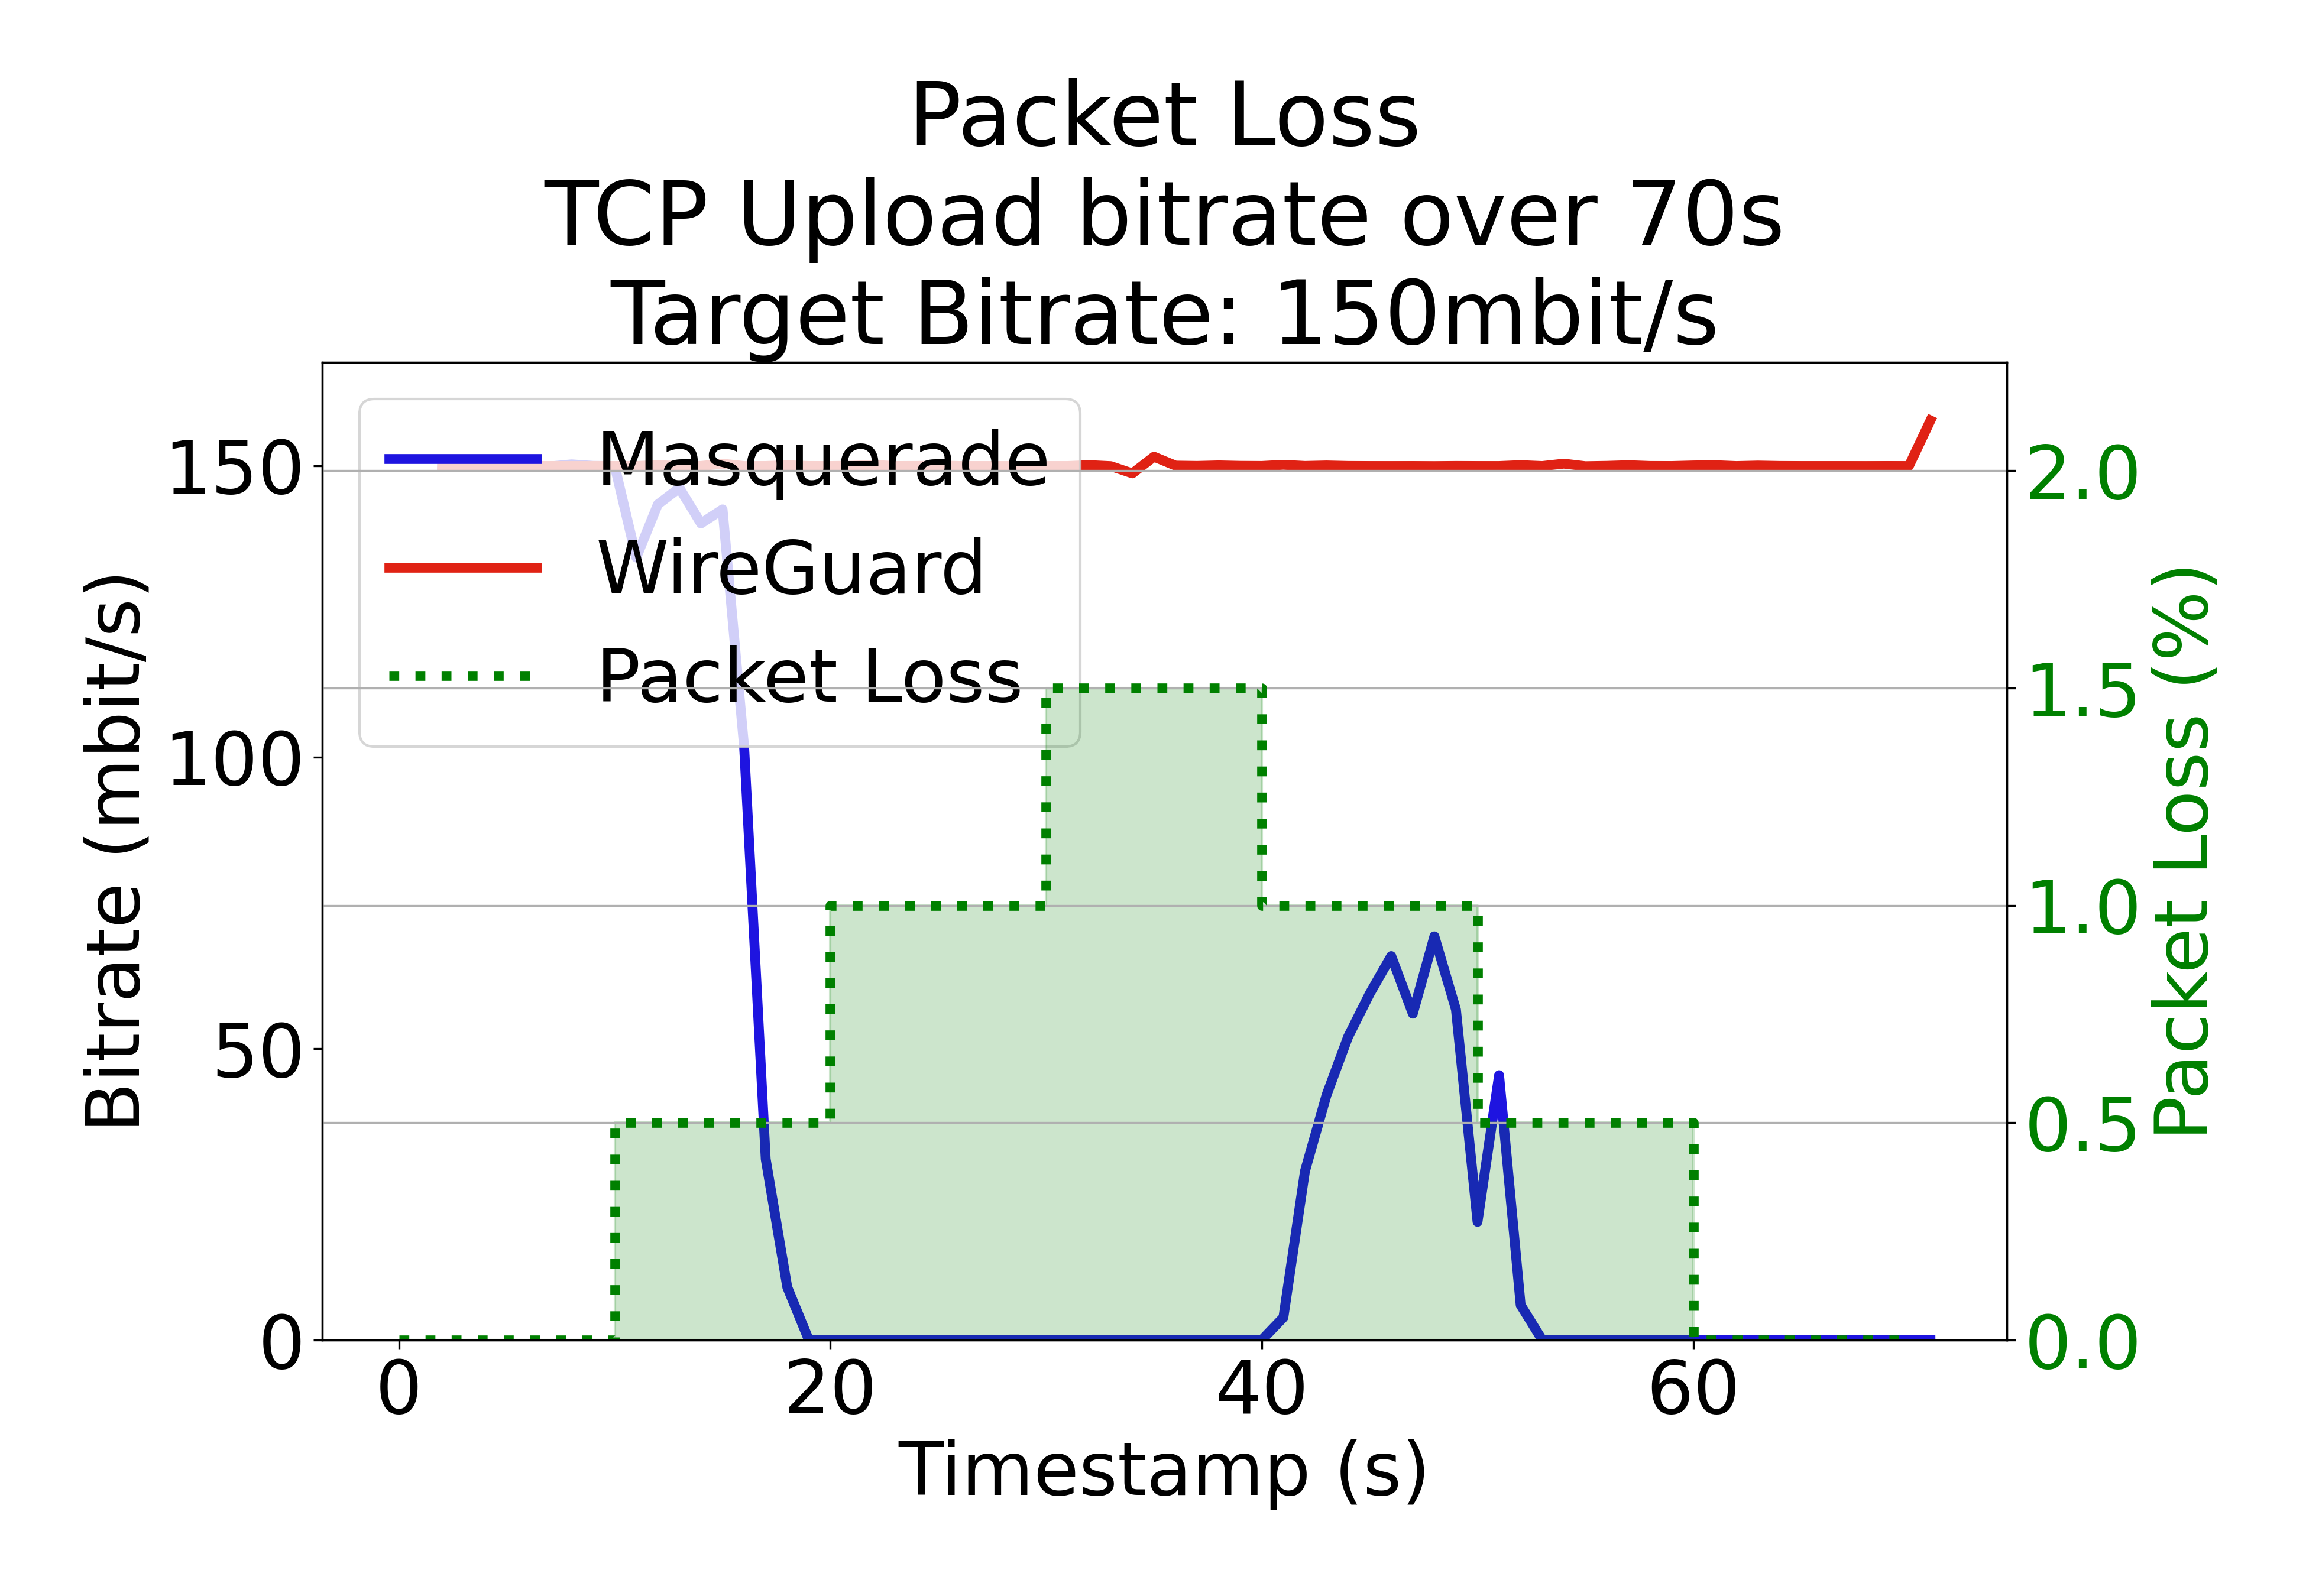 Packet Loss
TCP Upload bitrate over 70s
Target Bitrate: 150mbit/s
Masquerade
WireGuard
Packet Loss
150
100
50
0
Bitrate (mbit/s)
2.0
1.5
1.0
0.5
0.0
Packet Loss (%)
0 20 40 60
Timestamp (s)